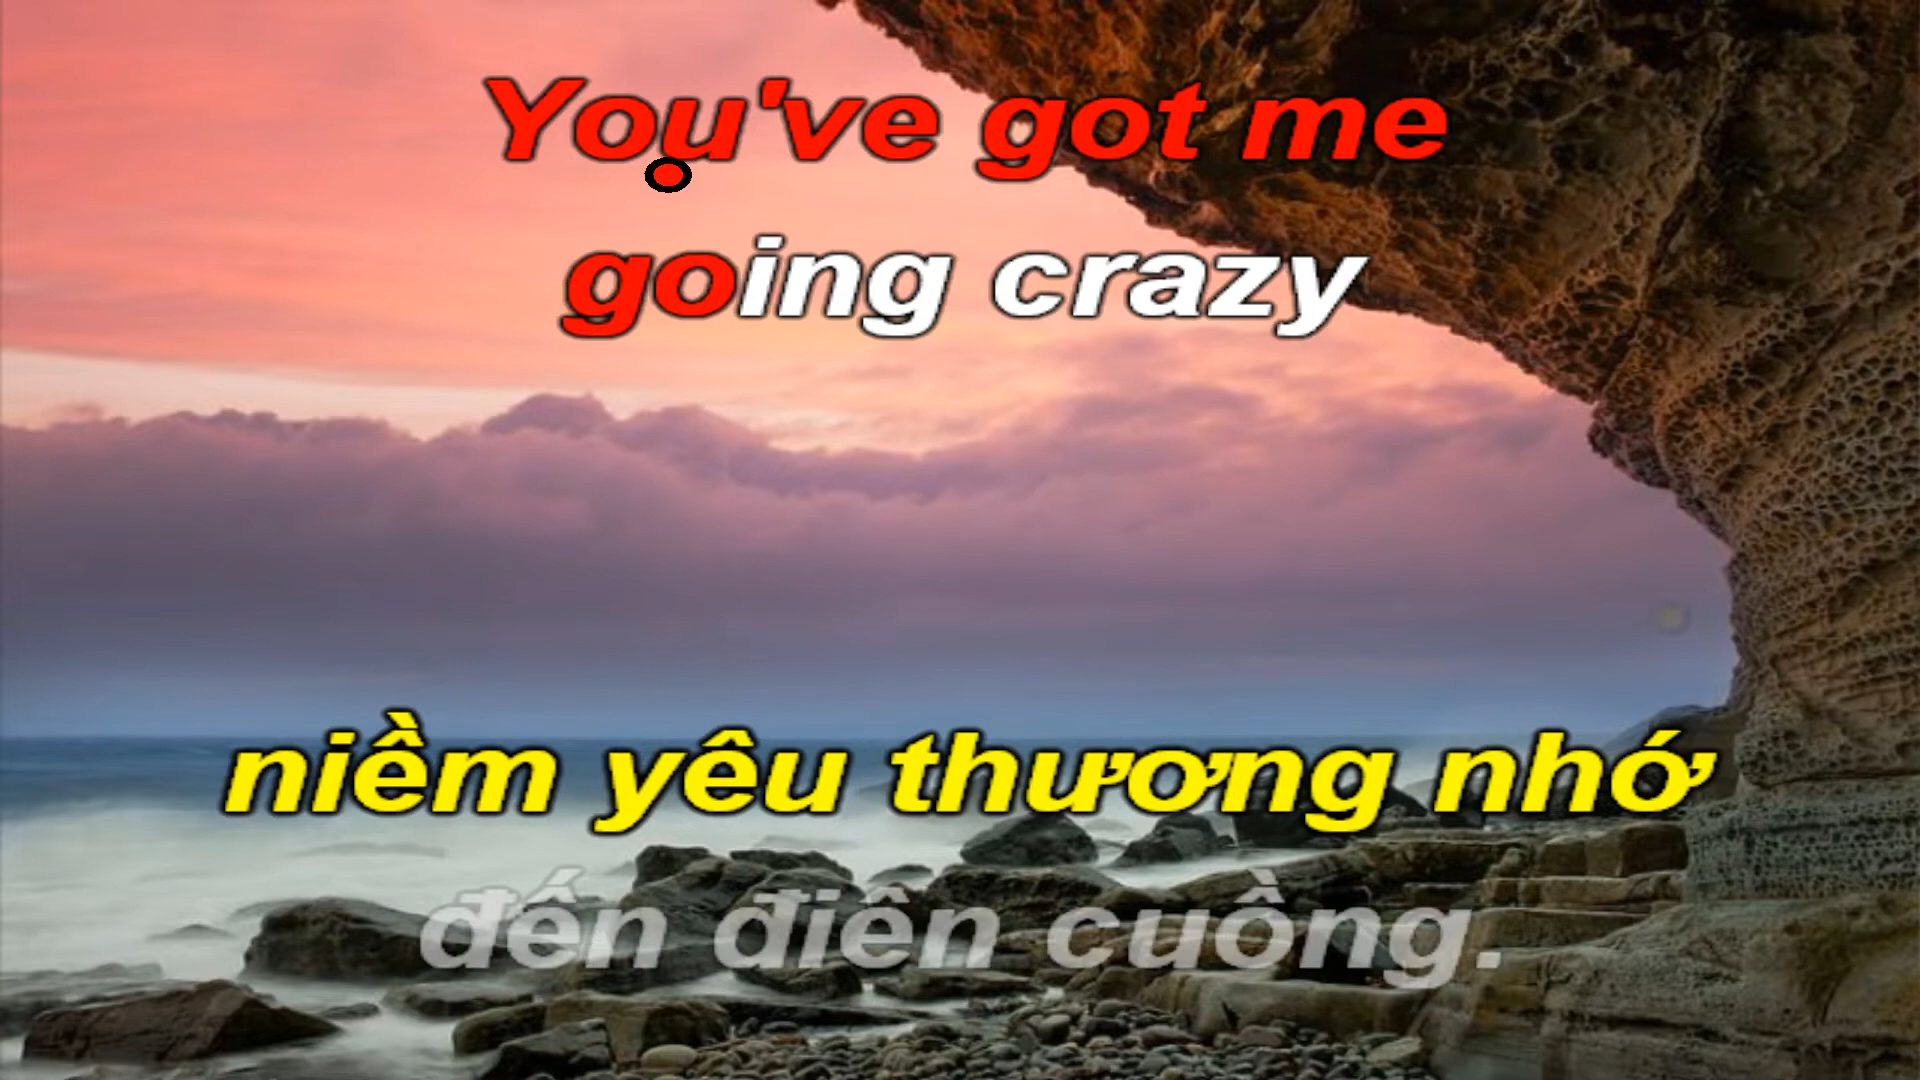 You've got me
going crazy
niềm yêu thương nhớ
đến điên cuồng.